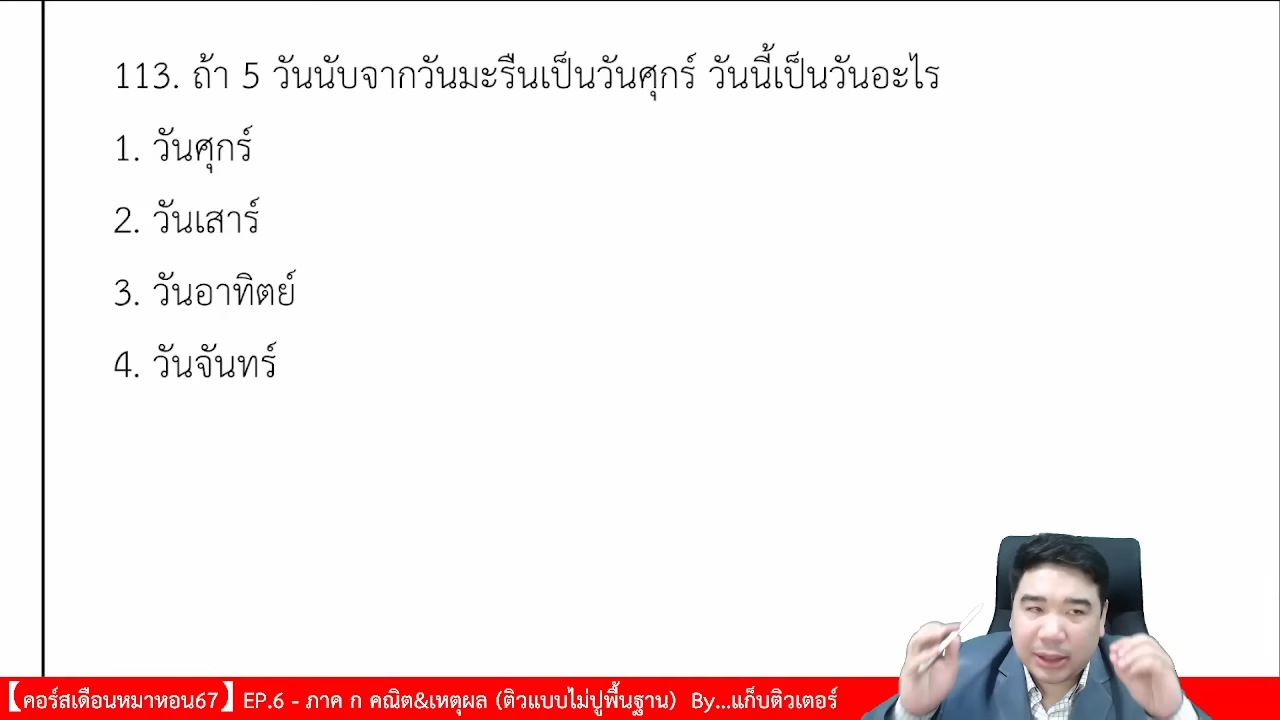 113. ถ้า 5 วันนับจากวันมะรืนเป็นวันศุกร์ วันนี้เป็นวันอะไร
1. วันศุกร์
2. วันเสาร์
3. วันอาทิตย์
4. วันจันทร์
【คอร์สเดือนหมาหอน67】 EP.6 - ภาค ก คณิต&เหตุผล (ติวแบบไม่ปูพื้นฐาน) By...แก็บติวเตอร์